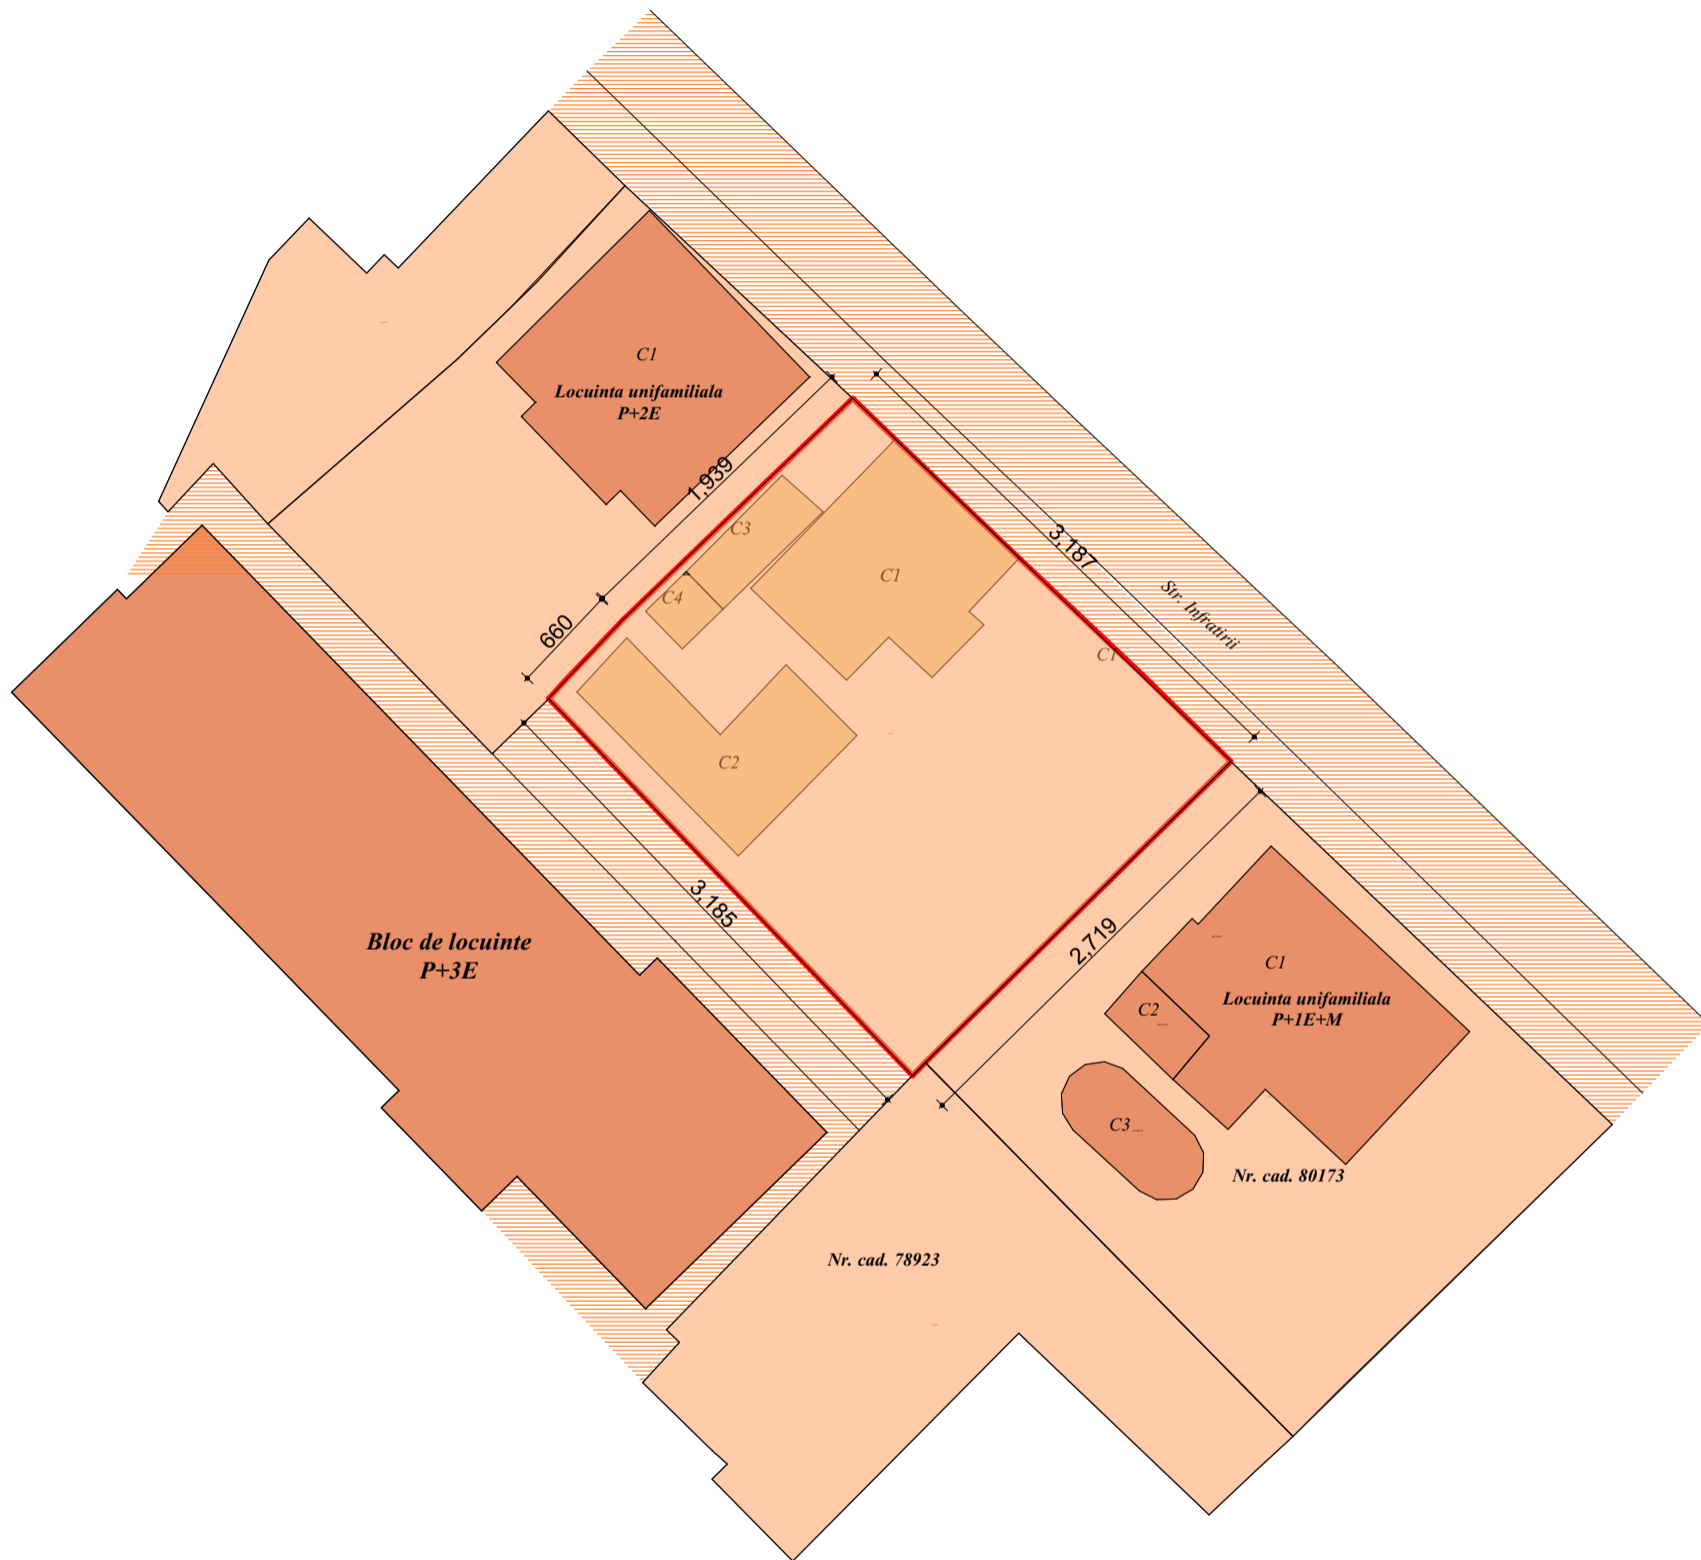 C1
Locuinta unifamiliala
P+2E
1,939
C3
3,187
C1
C4
Str. Infratirii
660
C1
C2
3,185
2,719
Bloc de locuinte
P+3E
C1
Locuinta unifamiliala
P+1E+M
C2
C3
Nr. cad. 80173
Nr. cad. 78923